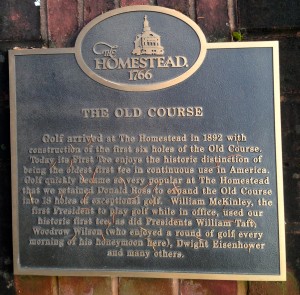 The
HOMESTEAD.
1766
THE OLD COURSE
Golf arrived at The Homestead in 1892 with
construction of the first six holes of the Old Course.
Today its First Tee enjoys the historic distinction of
being the oldest first tee in continuous use in America.
Golf quickly became so very popular at The Homestead
that we retained Donald Ross to expand the Old Course
into 18 holes of exceptional golf. William McKinley, the
first President to play golf while in office, used our
historic first tee, as did Presidents William Taft,
Woodrow Wilson (who enjoyed a round of golf every
morning of his honeymoon here), Dwight Eisenhower
and many others.